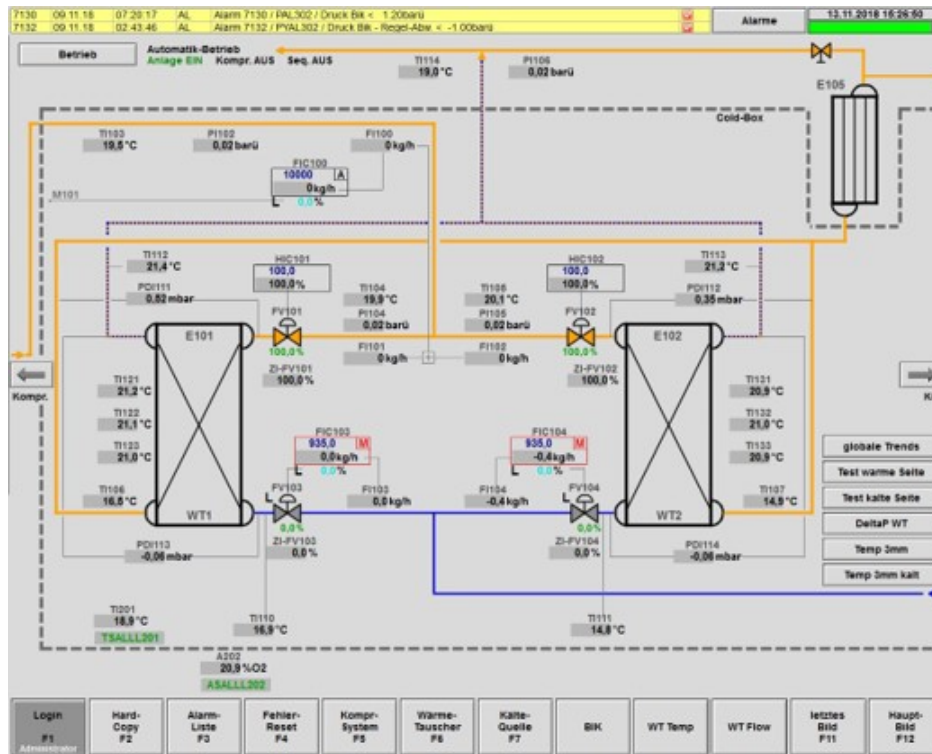 7130 09.11.18 07:20:17 AL Alarm 7130 / PAL302 / Druck Bik < 1.20barü
7132 09.11.18 02:43:46 AL Alarm 7132 / PYAL302 / Druck Bik - Regel-Abw. < -1.00barü
Alarme
13.11.2018 15:26:50
Betrieb
Automatik-Betrieb
Anlage EIN Kompr. AUS Seq. AUS
TI114
19,0 °C
PI106
0,02 barü
E105
Cold-Box
TI103
19,5 °C
PI102
0,02 barü
FI100
0 kg/h
FIC100
10000 A
0 kg/h
L 0,0 %
M101
TI112
21,4 °C
PDI111
0,52 mbar
HIC101
100,0
100,0 %
FV101
100,0 %
ZI-FV101
100,0 %
TI104
19,9 °C
PI104
0,02 barü
FI101
0 kg/h
TI105
20,1 °C
PI105
0,02 barü
FI102
0 kg/h
HIC102
100,0
100,0 %
FV102
100,0 %
ZI-FV102
100,0 %
TI113
21,2 °C
PDI112
0,35 mbar
E101
E102
Kompr.
TI121
21,2 °C
TI122
21,1 °C
TI123
21,0 °C
TI106
16,5 °C
WT1
PDI113
-0,06 mbar
TI131
20,9 °C
TI132
21,0 °C
TI133
20,9 °C
TI107
14,9 °C
WT2
PDI114
-0,06 mbar
FIC103
935,0 M
0,0 kg/h
L 0,0 %
FV103
L
0,0 %
ZI-FV103
0,0 %
FI103
0,0 kg/h
FIC104
935,0 M
-0,4 kg/h
L 0,0 %
FI104
-0,4 kg/h
FV104
L
0,0 %
ZI-FV104
0,0 %
globale Trends
Test warme Seite
Test kalte Seite
DeltaP WT
Temp 3mm
Temp 3mm kalt
TI201
18,9 °C
TSALLL201
TI110
16,9 °C
TI111
14,8 °C
A202
20,9 %O2
ASALLL202
Login F1 Administrator
Hard-Copy F2
Alarm-Liste F3
Fehler-Reset F4
Kompr-System F5
Wärme-Tauscher F6
Kälte-Quelle F7
BIK
WT Temp
WT Flow
letztes Bild F11
Haupt-Bild F12